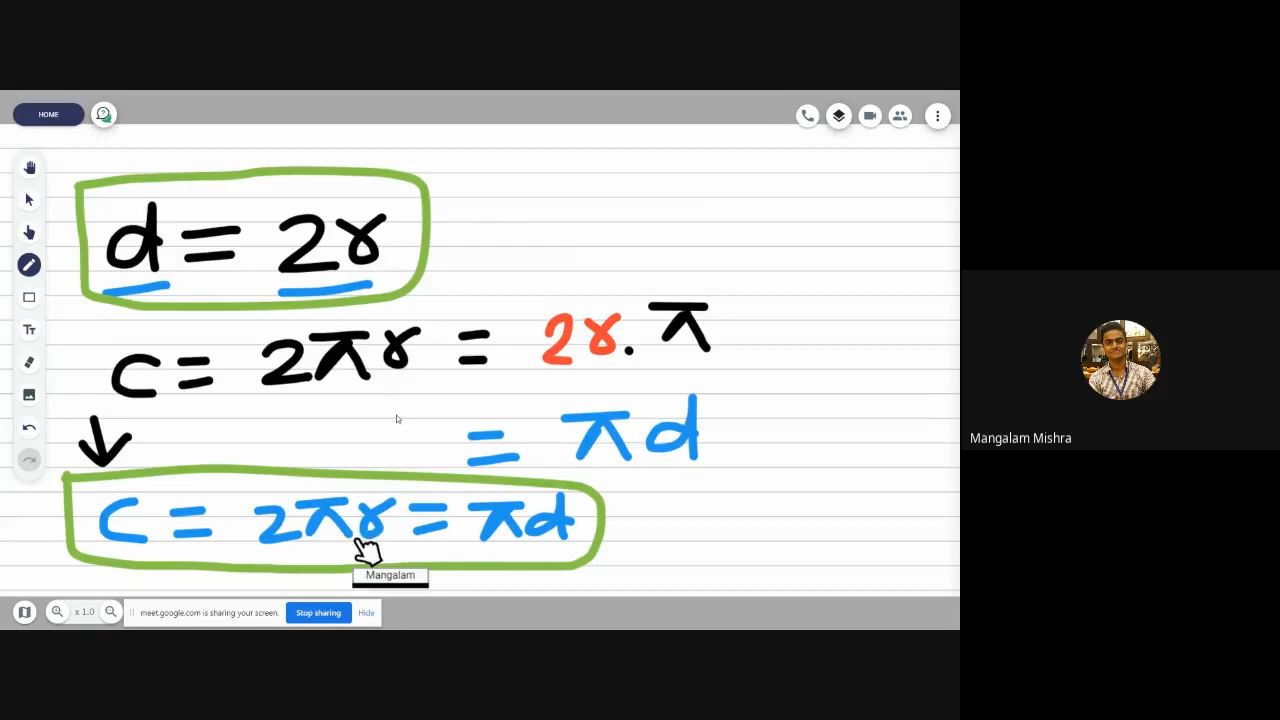 HOME
d = 2r
c = 2πr = 2r . π
= πd
c = 2πr = πd
Mangalam
Mangalam Mishra
Tт
x 1.0
meet.google.com is sharing your screen.
Stop sharing
Hide